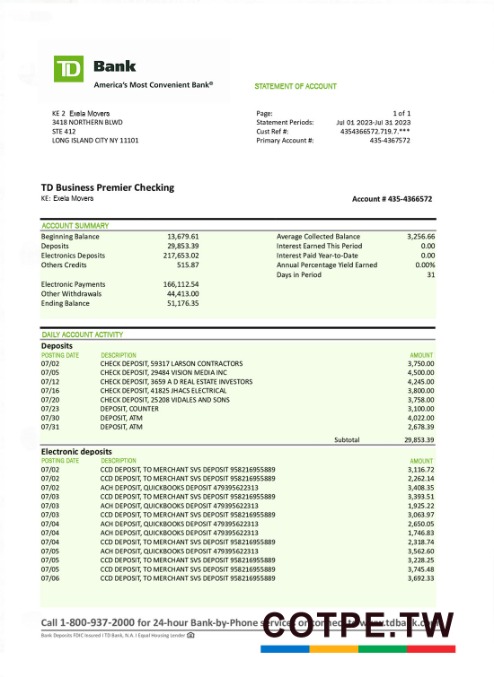 TD Bank
America's Most Convenient Bank®
STATEMENT OF ACCOUNT
KE 2 Exela Movers
3418 NORTHERN BLWD
STE 412
LONG ISLAND CITY NY 11101
Page: 1 of 1
Statement Periods: Jul 01 2023-Jul 31 2023
Cust Ref #: 4354366572.719.7.***
Primary Account #: 435-4367572
TD Business Premier Checking
KE: Exela Movers
Account # 435-4366572
ACCOUNT SUMMARY
Beginning Balance 13,679.61 Average Collected Balance 3,256.66
Deposits 29,853.39 Interest Earned This Period 0.00
Electronics Deposits 217,653.02 Interest Paid Year-to-Date 0.00
Others Credits 515.87 Annual Percentage Yield Earned 0.00%
Days in Period 31
Electronic Payments 166,112.54
Other Withdrawals 44,413.00
Ending Balance 51,176.35
DAILY ACCOUNT ACTIVITY
Deposits
POSTING DATE DESCRIPTION AMOUNT
07/02 CHECK DEPOSIT, 59317 LARSON CONTRACTORS 3,750.00
07/05 CHECK DEPOSIT, 29484 VISION MEDIA INC 4,500.00
07/12 CHECK DEPOSIT, 3659 A D REAL ESTATE INVESTORS 4,245.00
07/16 CHECK DEPOSIT, 41825 JHACS ELECTRICAL 3,800.00
07/20 CHECK DEPOSIT, 25208 VIDALES AND SONS 3,758.00
07/23 DEPOSIT, COUNTER 3,100.00
07/30 DEPOSIT, ATM 4,022.00
07/31 DEPOSIT, ATM 2,678.39
Subtotal 29,853.39
Electronic deposits
POSTING DATE DESCRIPTION AMOUNT
07/02 CCD DEPOSIT, TO MERCHANT SVS DEPOSIT 958216955889 3,116.72
07/02 CCD DEPOSIT, TO MERCHANT SVS DEPOSIT 958216955889 2,262.14
07/02 ACH DEPOSIT, QUICKBOOKS DEPOSIT 479395622313 3,408.35
07/03 CCD DEPOSIT, TO MERCHANT SVS DEPOSIT 958216955889 3,393.51
07/03 ACH DEPOSIT, QUICKBOOKS DEPOSIT 479395622313 1,925.22
07/03 CCD DEPOSIT, TO MERCHANT SVS DEPOSIT 958216955889 3,063.97
07/04 ACH DEPOSIT, QUICKBOOKS DEPOSIT 479395622313 2,650.05
07/04 ACH DEPOSIT, QUICKBOOKS DEPOSIT 479395622313 1,746.83
07/04 CCD DEPOSIT, TO MERCHANT SVS DEPOSIT 958216955889 2,318.74
07/05 ACH DEPOSIT, QUICKBOOKS DEPOSIT 479395622313 3,562.60
07/05 CCD DEPOSIT, TO MERCHANT SVS DEPOSIT 958216955889 3,228.25
07/05 CCD DEPOSIT, TO MERCHANT SVS DEPOSIT 958216955889 3,745.48
07/06 CCD DEPOSIT, TO MERCHANT SVS DEPOSIT 958216955889 3,692.33
Call 1-800-937-2000 for 24-hour Bank-by-Phone services or connect to www.tdbank.com
Bank Deposits FDIC Insured I TD Bank, N.A. I Equal Housing Lender
COTPE.TW